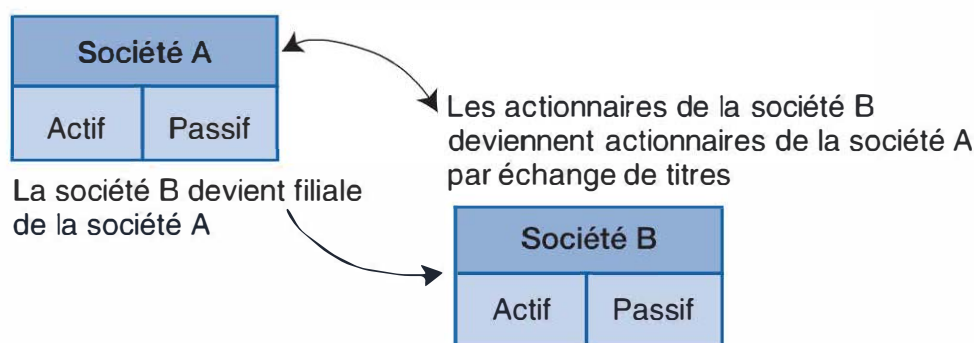 Société A
Actif Passif
Les actionnaires de la société B
deviennent actionnaires de la société A
par échange de titres
La société B devient filiale
de la société A
Société B
Actif Passif